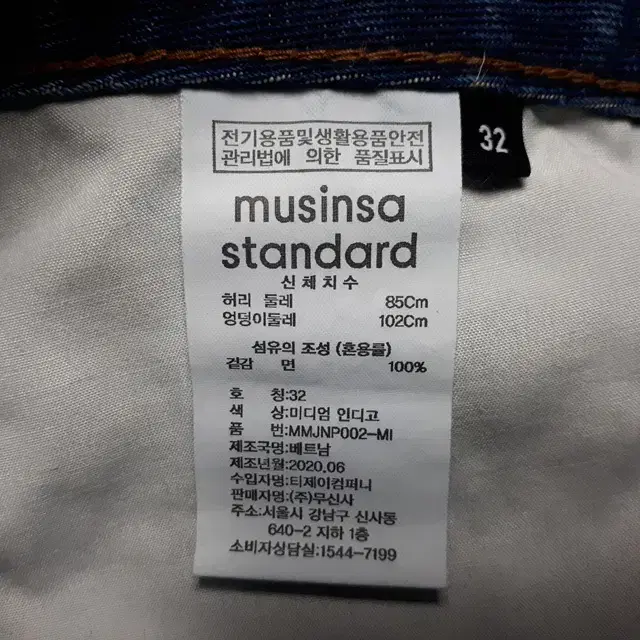 전기용품및생활용품안전
관리법에 의한 품질표시
32
musinsa
standard
신체치수
허리 둘레 85Cm
엉덩이둘레 102Cm
섬유의 조성 (혼용률)
겉감 면 100%
호 칭:32
색 상:미디엄 인디고
품 번:MMJNP002-MI
제조국명:베트남
제조년월:2020.06
수입자명:티제이컴퍼니
판매자명:(주)무신사
주소:서울시 강남구 신사동
640-2 지하 1층
소비자상담실:1544-7199